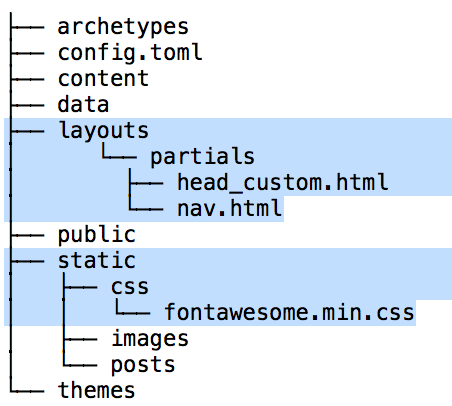 ├── archetypes
├── config.toml
├── content
├── data
├── layouts
│      └── partials
│        ├── head_custom.html
│        └── nav.html
├── public
├── static
│   ├── css
│   │   └── fontawesome.min.css
│   ├── images
│   └── posts
└── themes